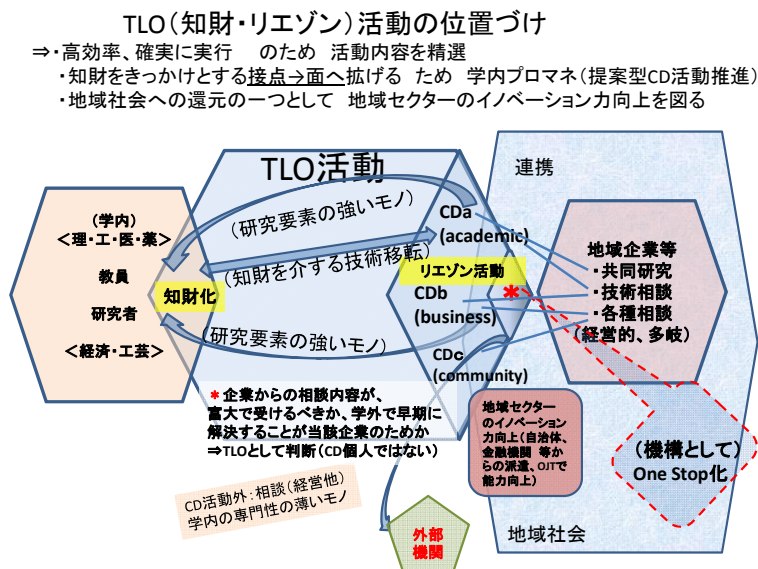 TLO(知財・リエゾン)活動の位置づけ
⇒・高効率、確実に実行　のため 活動内容を精選
・知財をきっかけとする接点→面へ拡げる ため 学内プロマネ(提案型CD活動推進)
・地域社会への還元の一つとして 地域セクターのイノベーション力向上を図る
TLO活動
連携
(学内)
<理・工・医・薬>
教員
研究者
<経済・工芸>
知財化
(研究要素の強いモノ)
(知財を介する技術移転)
(研究要素の強いモノ)
CDa
(academic)
リエゾン活動
*
CDb
(business)
CDc
(community)
地域企業等
・共同研究
・技術相談
・各種相談
(経営的、多岐)
*企業からの相談内容が、
富大で受けるべきか、学外で早期に
解決することが当該企業のためか
⇒TLOとして判断(CD個人ではない)
地域セクター
のイノベーション
力向上(自治体、
金融機関 等か
らの派遣、OJTで
能力向上)
(機構として)
One Stop化
CD活動外:相談(経営他)
学内の専門性の薄いモノ
外部
機関
地域社会